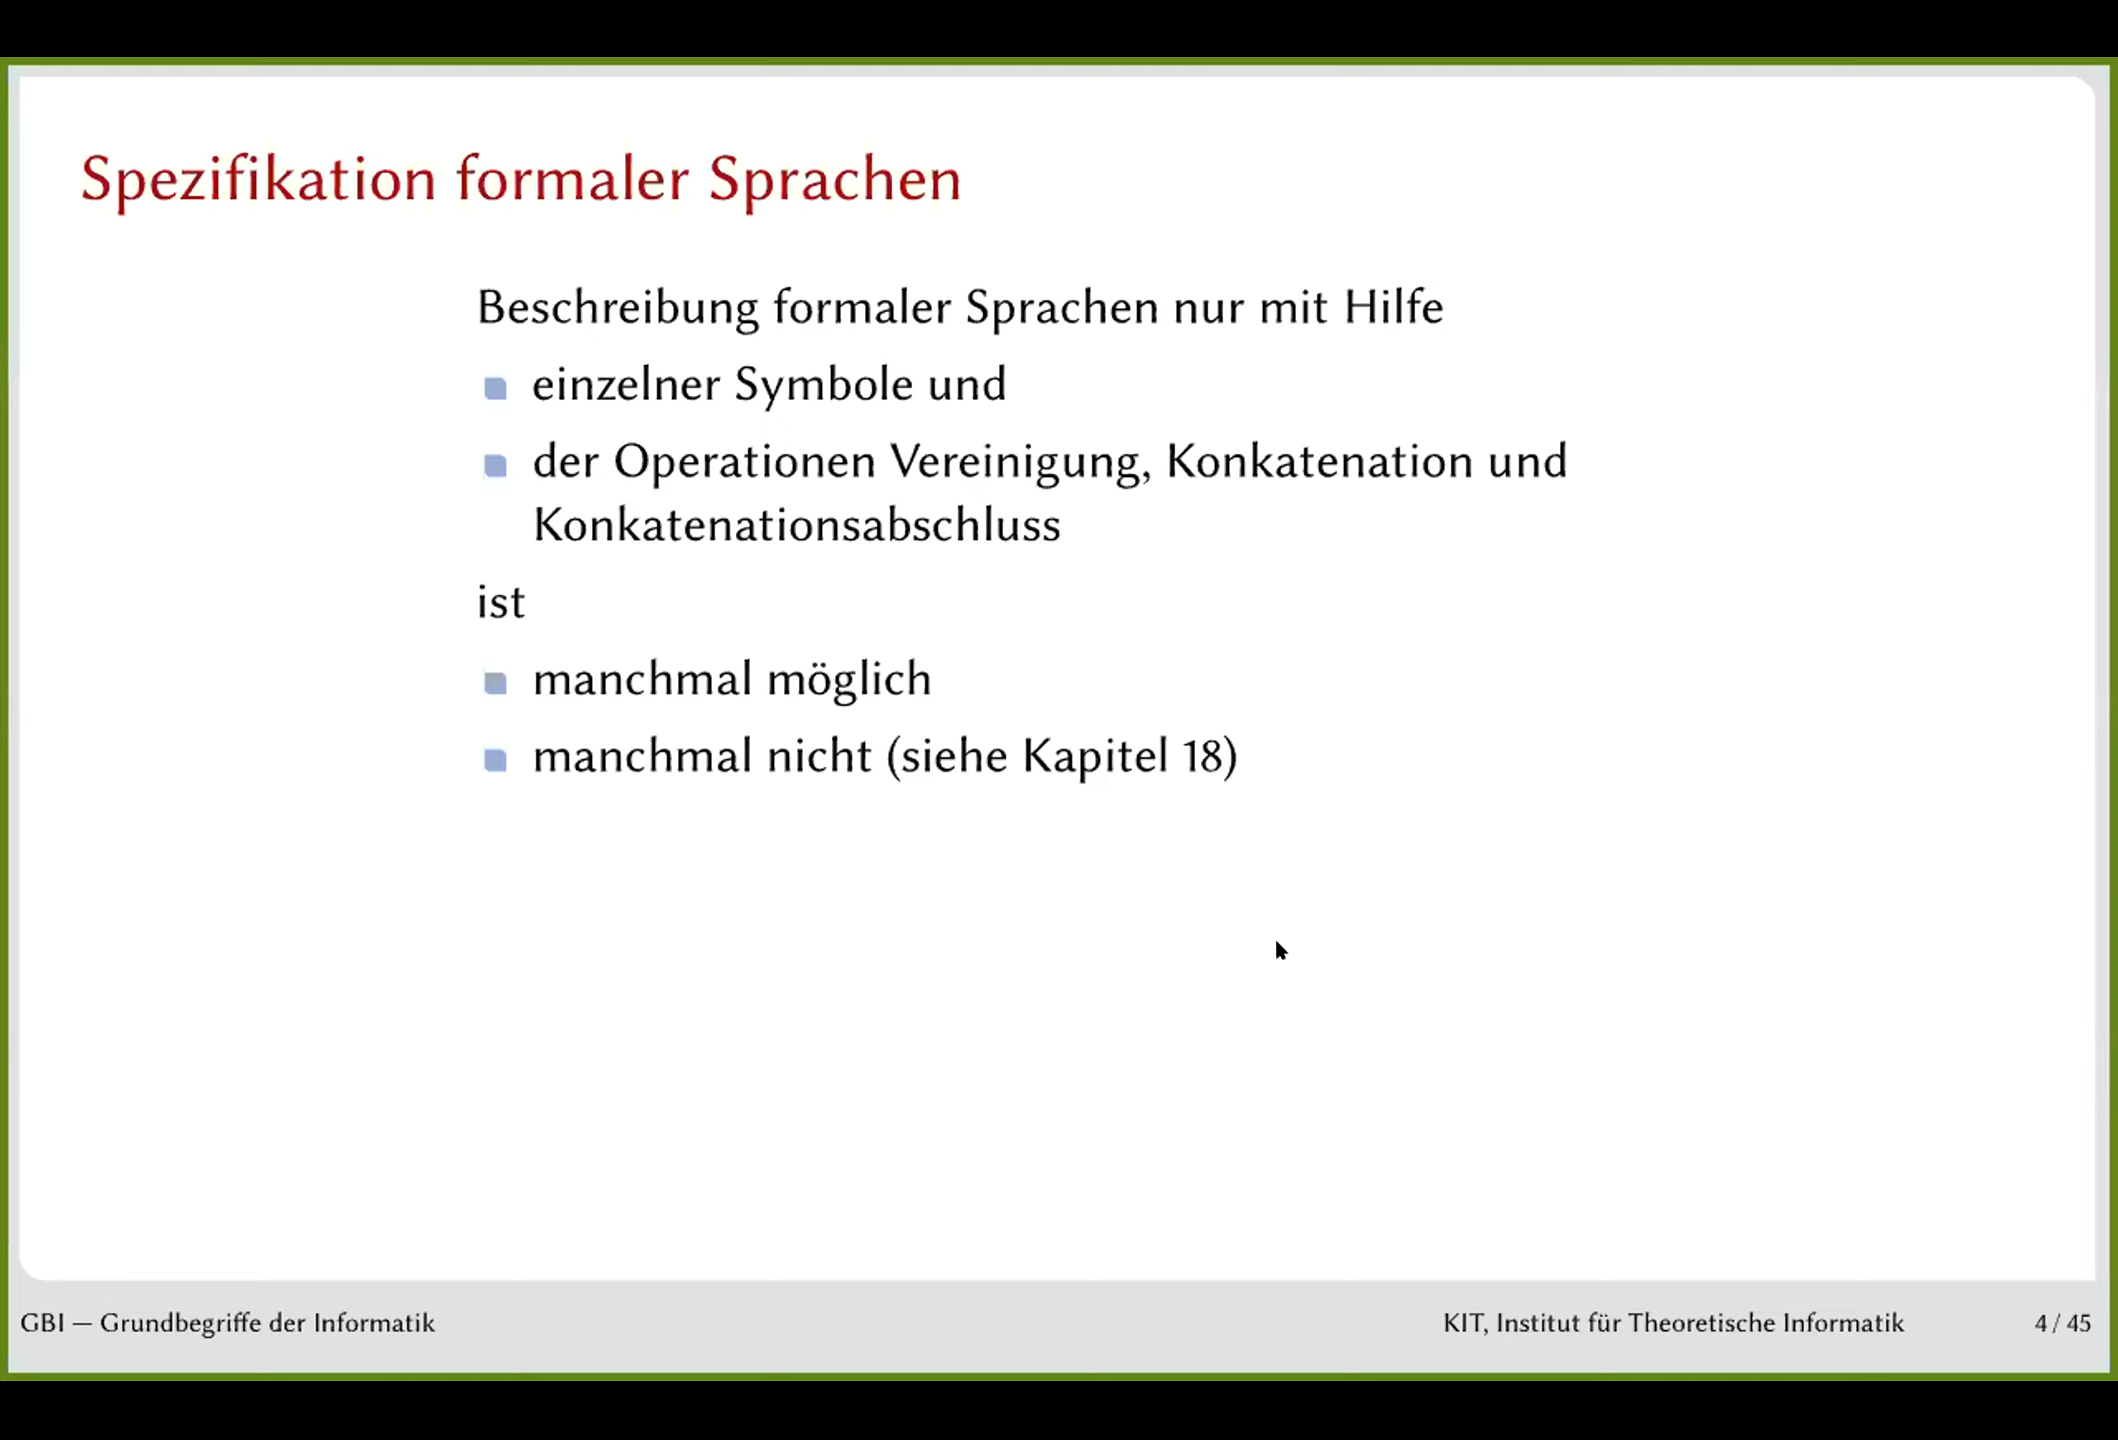 Spezifikation formaler Sprachen
Beschreibung formaler Sprachen nur mit Hilfe
einzelner Symbole und
der Operationen Vereinigung, Konkatenation und
Konkatenationsabschluss
ist
manchmal möglich
manchmal nicht (siehe Kapitel 18)
GBI — Grundbegriffe der Informatik
KIT, Institut für Theoretische Informatik
4 / 45